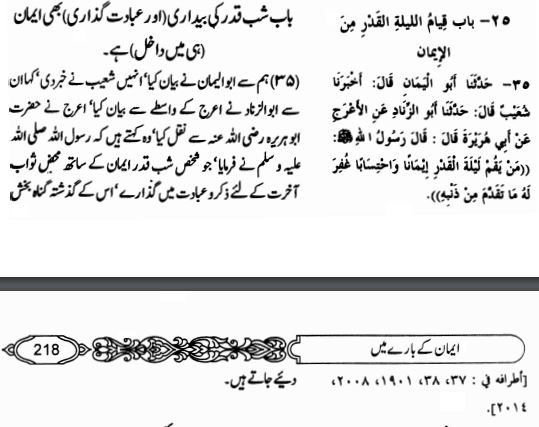 ٢٥- باب قِيامُ الليلةِ القَدْرِ مِنَ
الإيمان
٣٥- حَدَّثَنَا أَبُو الْيَمَانِ قَالَ: أَخْبَرَنَا
شُعَيْبٌ قَالَ: حَدَّثَنَا أَبُو الزِّنَادِ عَنِ الأَعْرَجِ
عَنْ أَبِي هُرَيْرَةَ قَالَ: قَالَ رَسُولُ اللهِ ﷺ:
((مَنْ يَقُمْ لَيْلَةَ الْقَدْرِ إِيْمَانًا وَاحْتِسَابًا غُفِرَ
لَهُ مَا تَقَدَّمَ مِنْ ذَنْبِهِ)).
باب شب قدر کی بیداری (اور عبادت گذاری) بھی ایمان
(ہی میں داخل) ہے۔
(۳۵) ہم سے ابوالیمان نے بیان کیا‘ انہیں شعیب نے خبر دی‘ کہا ان
سے ابوالزناد نے اعرج کے واسطے سے بیان کیا‘ اعرج نے حضرت
ابو ہریرہ رضی اللہ عنہ سے نقل کیا‘ وہ کہتے ہیں کہ رسول اللہ صلی اللہ
علیہ و سلم نے فرمایا‘ جو شخص شب قدر ایمان کے ساتھ محض ثواب
آخرت کے لئے ذکر و عبادت میں گذارے‘ اس کے گذشتہ گناہ بخش
ایمان کے بارے میں
218
[أطرافه في : ٣٧، ٣٨، ١٩٠١، ٢٠٠٨،
٢٠١٤].
دیئے جاتے ہیں۔